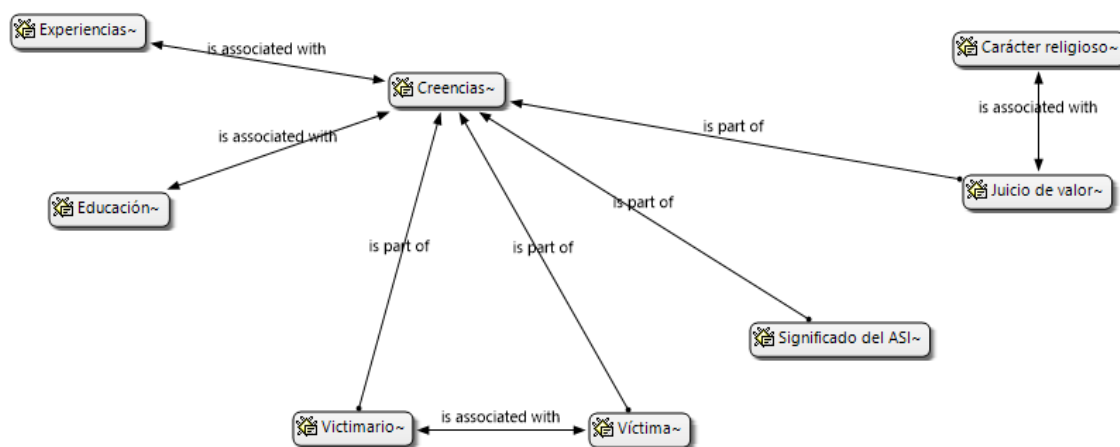 Experiencias~
is associated with
Carácter religioso~
Creencias~
is associated with
is part of
is associated with
Juicio de valor~
Educación~
is part of
is part of
is part of
Significado del ASI~
is associated with
Victimario~
Víctima~